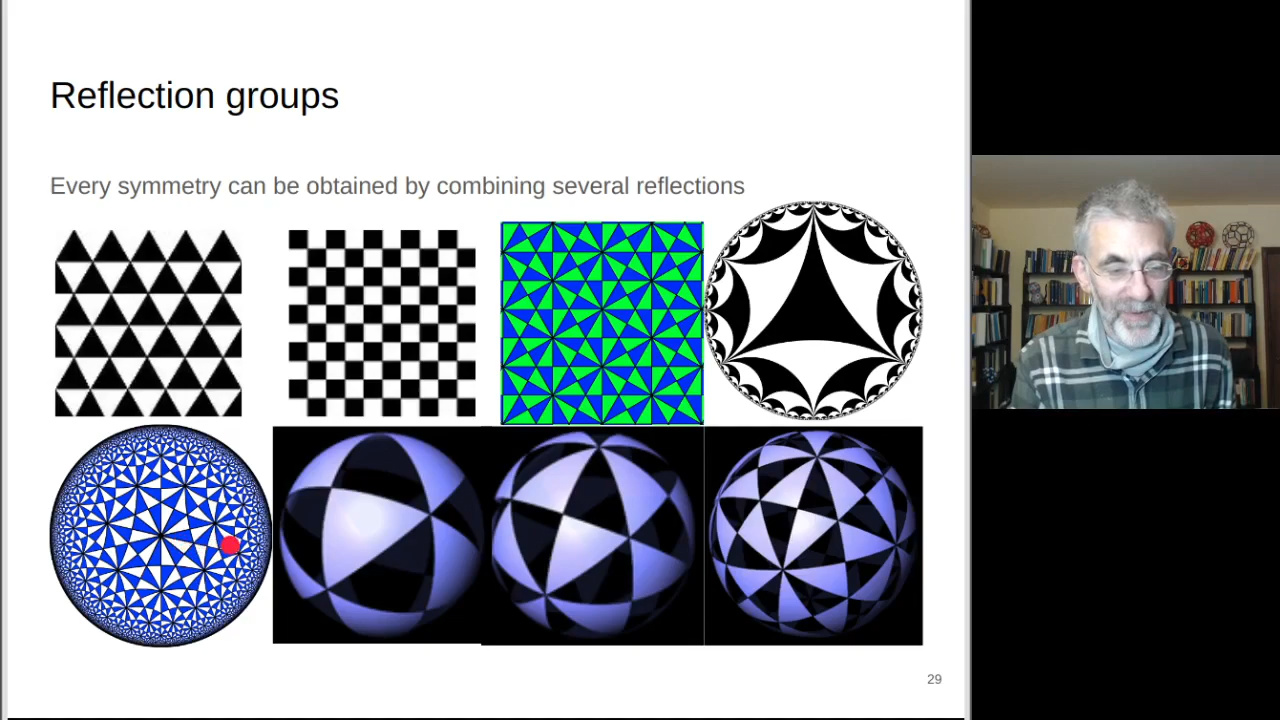 Reflection groups
Every symmetry can be obtained by combining several reflections
29